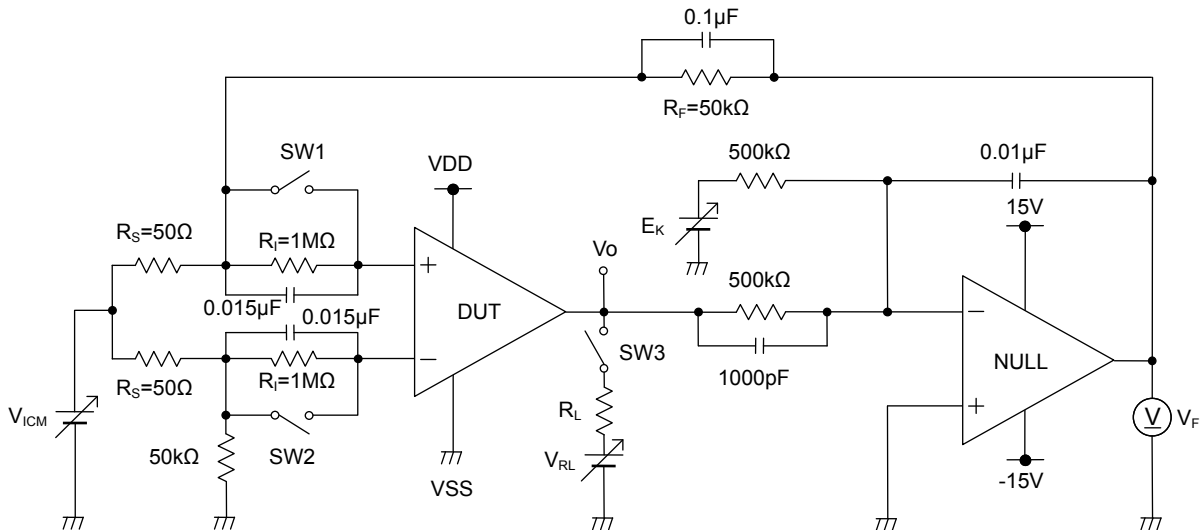 0.1µF
RF=50kΩ
SW1
VDD
500kΩ
0.01µF
15V
EK
RS=50Ω
RI=1MΩ
Vo
500kΩ
0.015µF
0.015µF
DUT
SW3
NULL
RS=50Ω
RI=1MΩ
1000pF
VICM
RL
V
VF
50kΩ
SW2
VRL
VSS
-15V